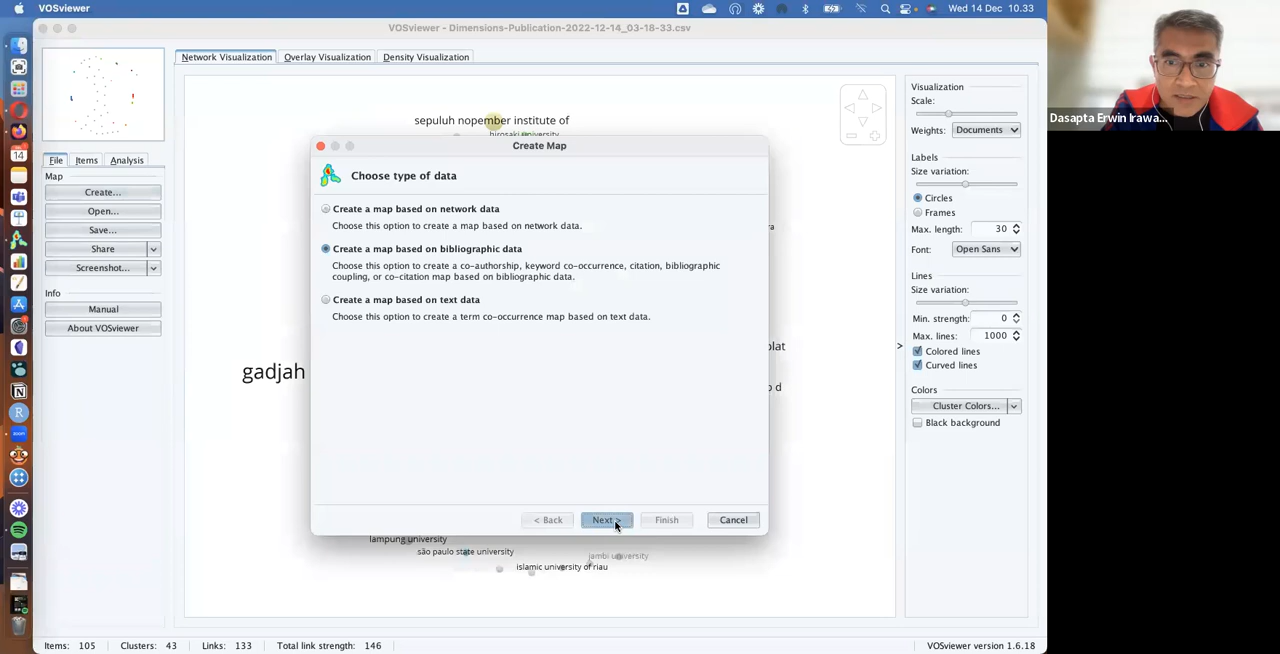 VOSviewer
Wed 14 Dec 10.33
VOSviewer - Dimensions-Publication-2022-12-14_03-18-33.csv
Network Visualization
Overlay Visualization
Density Visualization
File
Items
Analysis
Map
Create...
Open...
Save...
Share
Screenshot...
Info
Manual
About VOSviewer
sepuluh nopember institute of
hirosaki university
gadjah
lampung university
são paulo state university
jambi university
islamic university of riau
Create Map
Choose type of data
Create a map based on network data
Choose this option to create a map based on network data.
Create a map based on bibliographic data
Choose this option to create a co-authorship, keyword co-occurrence, citation, bibliographic
coupling, or co-citation map based on bibliographic data.
Create a map based on text data
Choose this option to create a term co-occurrence map based on text data.
< Back
Next >
Finish
Cancel
Visualization
Scale:
Weights: Documents
Labels
Size variation:
Circles
Frames
Max. length: 30
Font: Open Sans
Lines
Size variation:
Min. strength: 0
Max. lines: 1000
Colored lines
Curved lines
Colors
Cluster Colors...
Black background
Items: 105 Clusters: 43 Links: 133 Total link strength: 146
VOSviewer version 1.6.18
Dasapta Erwin Irawa...